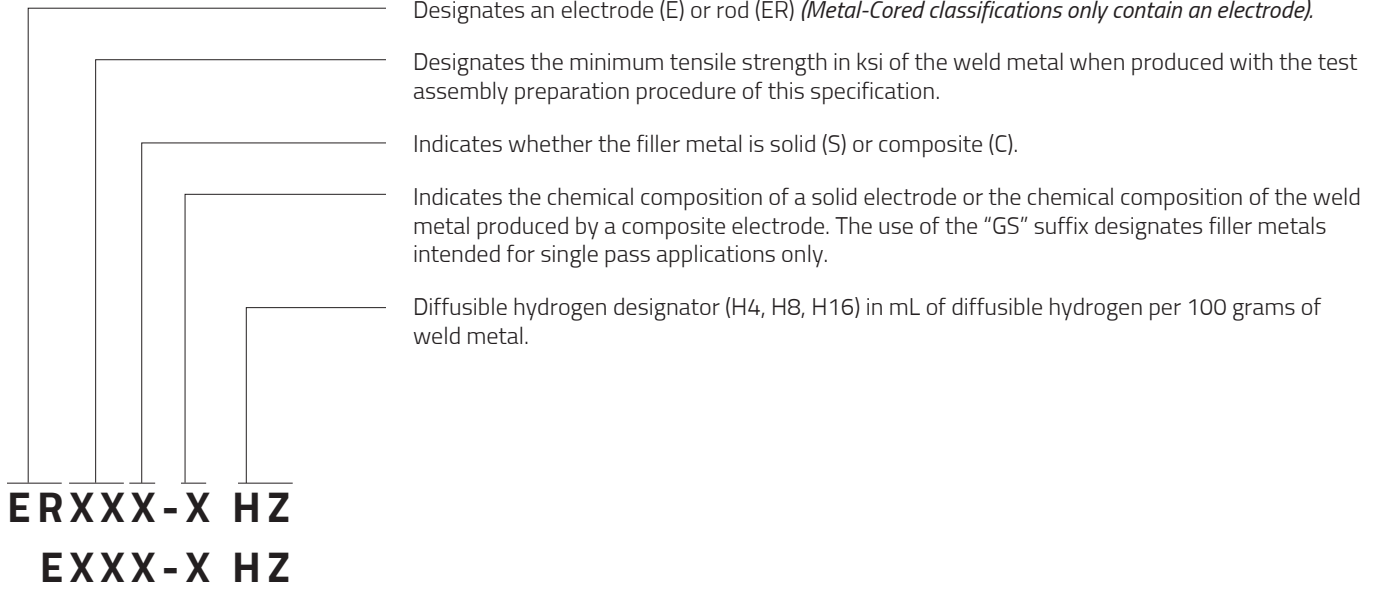 Designates an electrode (E) or rod (ER) (Metal-Cored classifications only contain an electrode).
Designates the minimum tensile strength in ksi of the weld metal when produced with the test
assembly preparation procedure of this specification.
Indicates whether the filler metal is solid (S) or composite (C).
Indicates the chemical composition of a solid electrode or the chemical composition of the weld
metal produced by a composite electrode. The use of the “GS” suffix designates filler metals
intended for single pass applications only.
Diffusible hydrogen designator (H4, H8, H16) in mL of diffusible hydrogen per 100 grams of
weld metal.
ERXXX-X HZ
EXXX-X HZ